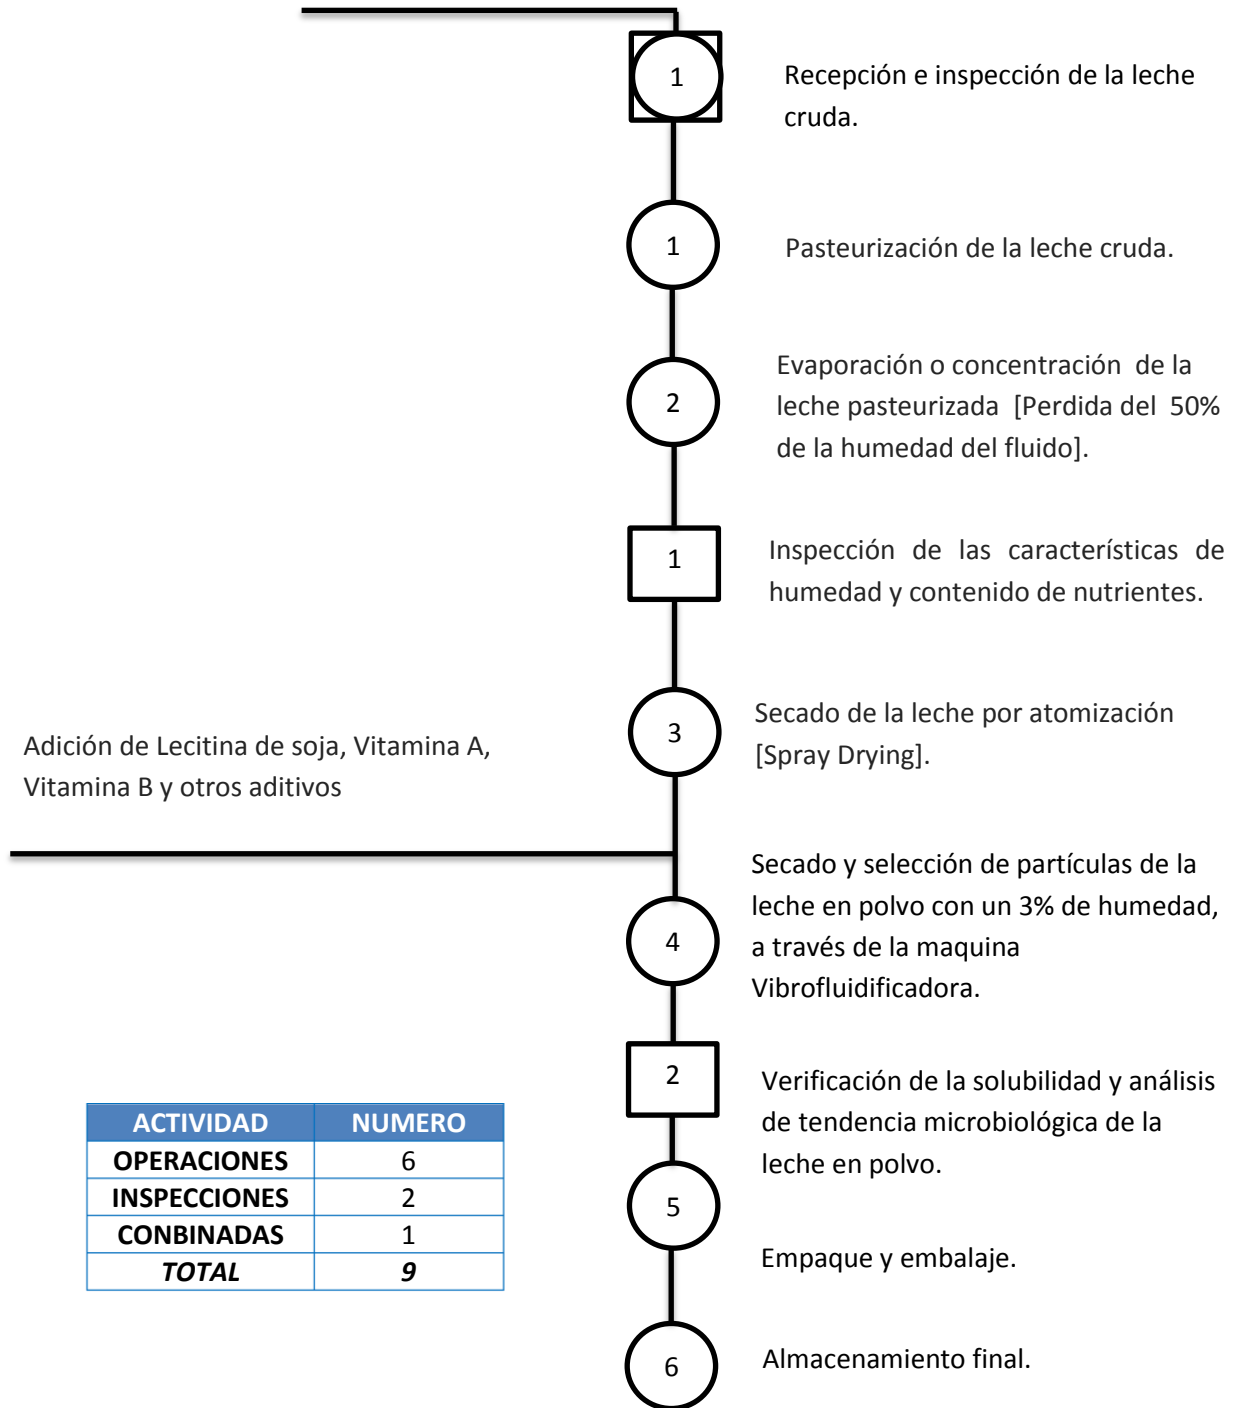 1
Recepción e inspección de la leche
cruda.
1
Pasteurización de la leche cruda.
2
Evaporación o concentración de la
leche pasteurizada [Perdida del 50%
de la humedad del fluido].
1
Inspección de las características de
humedad y contenido de nutrientes.
3
Secado de la leche por atomización
[Spray Drying].
Adición de Lecitina de soja, Vitamina A,
Vitamina B y otros aditivos
4
Secado y selección de partículas de la
leche en polvo con un 3% de humedad,
a través de la maquina
Vibrofluidificadora.
2
Verificación de la solubilidad y análisis
de tendencia microbiológica de la
leche en polvo.
ACTIVIDAD NUMERO
OPERACIONES 6
INSPECCIONES 2
CONBINADAS 1
TOTAL 9
5
Empaque y embalaje.
6
Almacenamiento final.